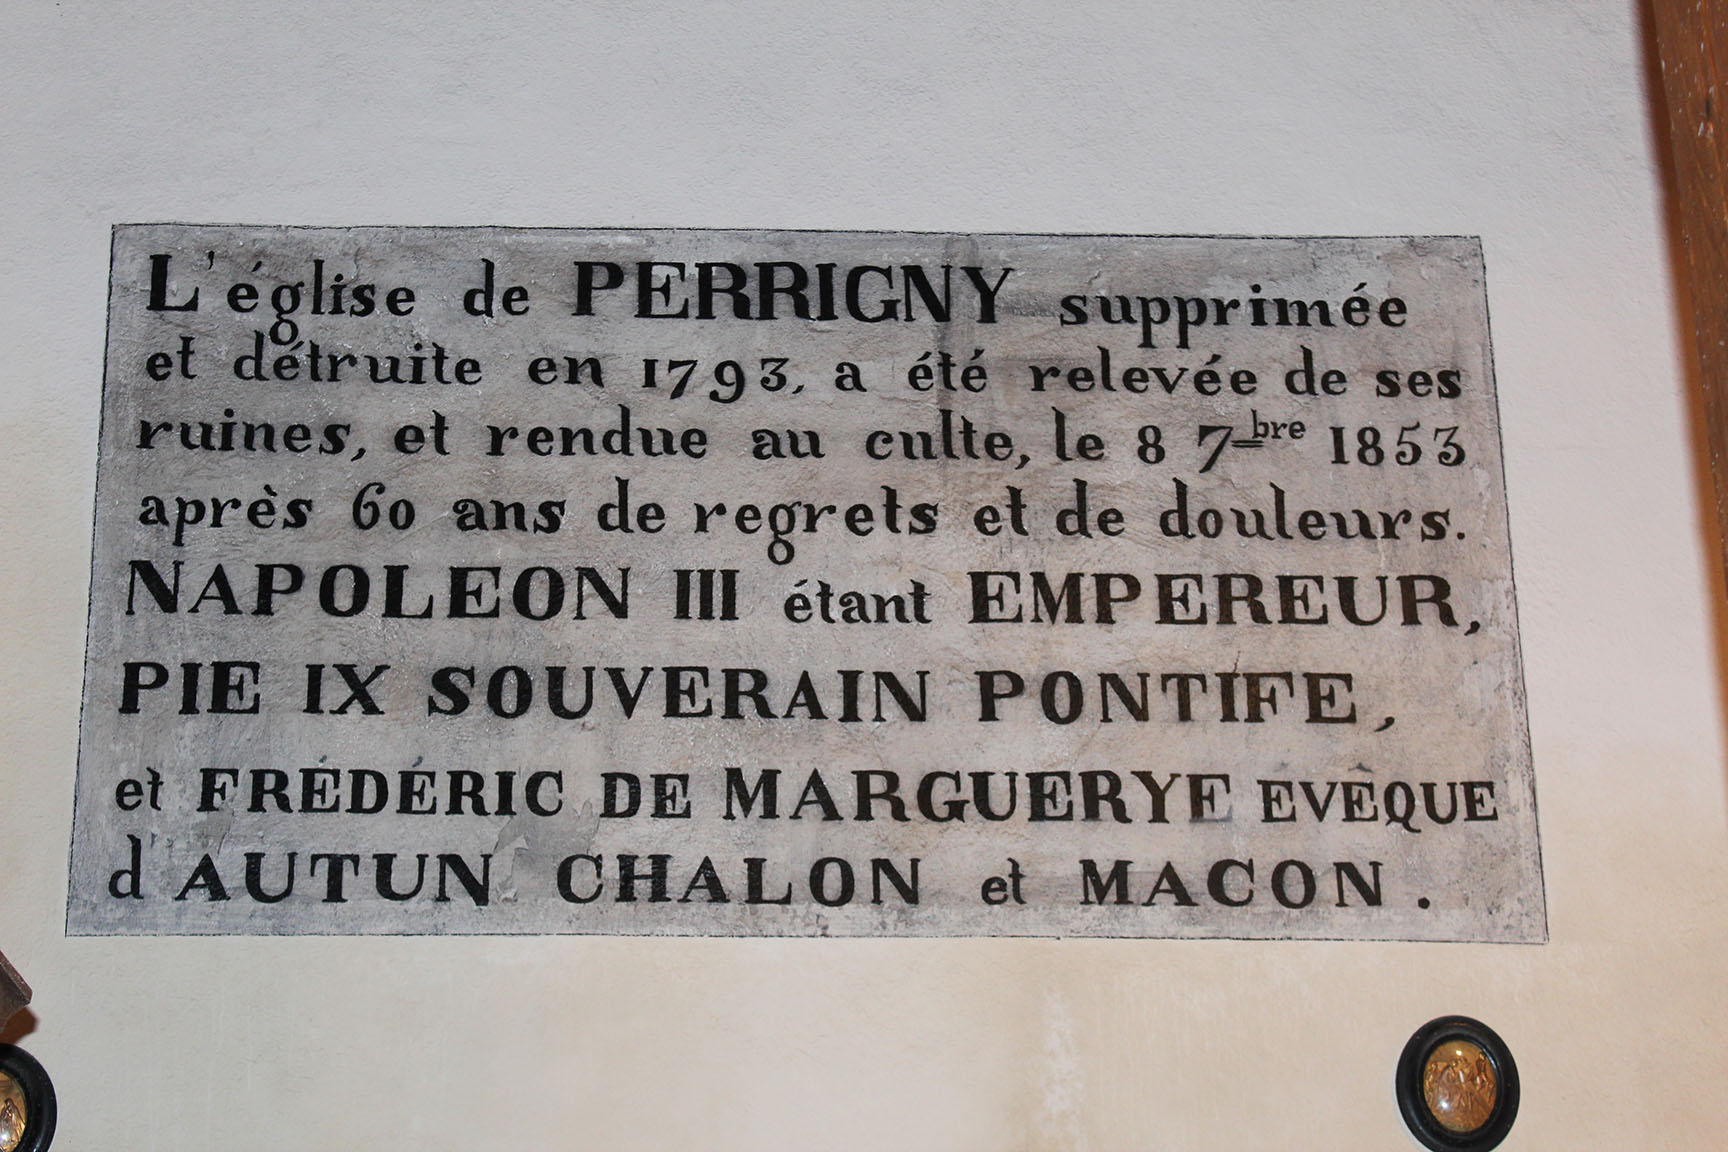 L'église de PERRIGNY supprimée
et détruite en 1793, a été relevée de ses
ruines, et rendue au culte, le 8 7bre 1853
après 60 ans de regrets et de douleurs.
NAPOLEON III étant EMPEREUR,
PIE IX SOUVERAIN PONTIFE,
et FRÉDÉRIC DE MARGUERYE EVÊQUE
d'AUTUN CHALON et MACON.